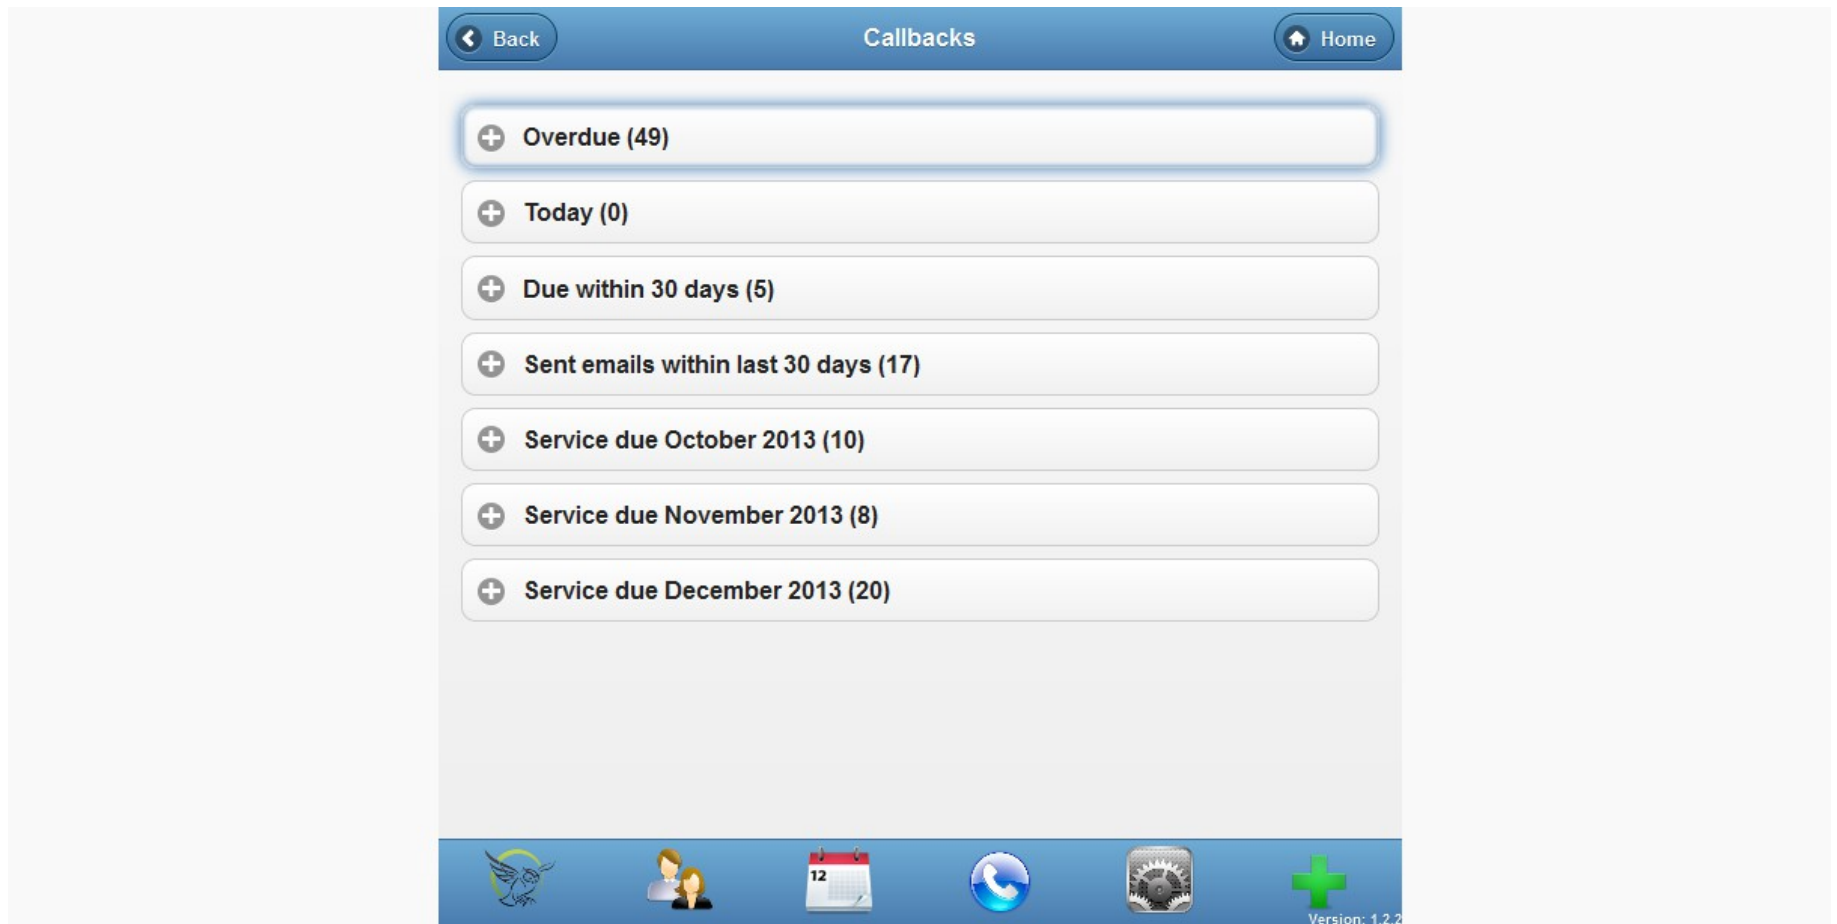 Back Callbacks Home
Overdue (49)
Today (0)
Due within 30 days (5)
Sent emails within last 30 days (17)
Service due October 2013 (10)
Service due November 2013 (8)
Service due December 2013 (20)
12
Version: 1.2.2